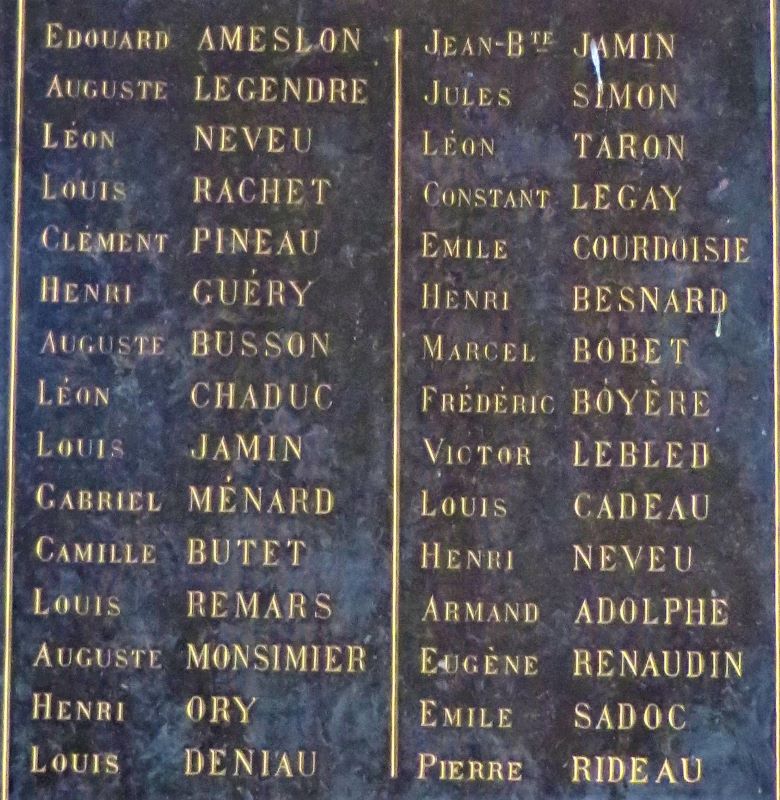 Edouard AMESLON
Auguste LEGENDRE
Léon NEVEU
Louis RACHET
Clément PINEAU
Henri GUÉRY
Auguste BUSSON
Léon CHADUC
Louis JAMIN
Gabriel MÉNARD
Camille BUTET
Louis REMARS
Auguste MONSIMIER
Henri ORY
Louis DENIAU
Jean-Bte JAMIN
Jules SIMON
Léon TARON
Constant LEGAY
Emile COURDOISIE
Henri BESNARD
Marcel BOBET
Frédéric BOYÈRE
Victor LEBLED
Louis CADEAU
Henri NEVEU
Armand ADOLPHE
Eugène RENAUDIN
Emile SADOC
Pierre RIDEAU